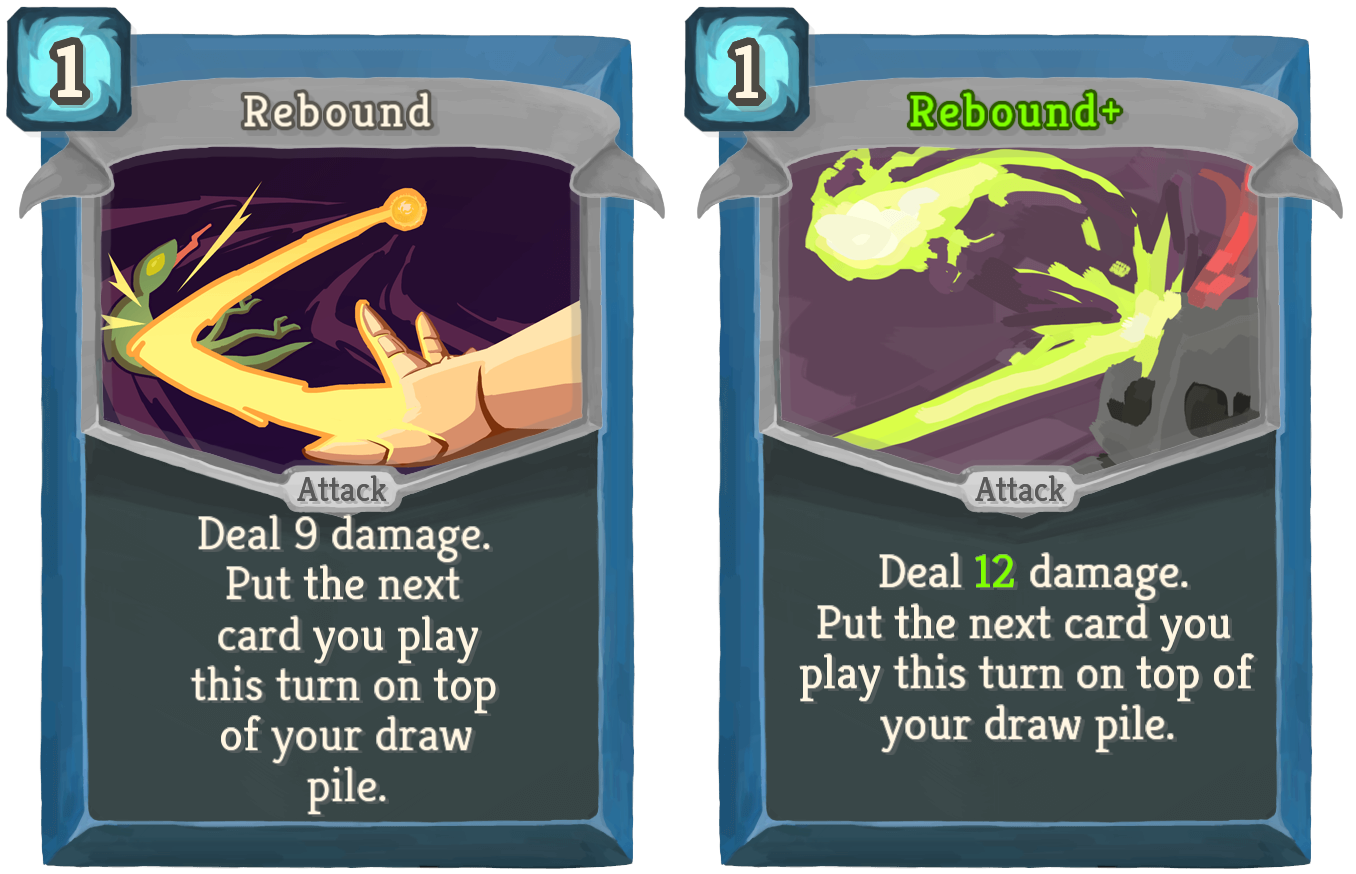 1
Rebound
Attack
Deal 9 damage.
Put the next
card you play
this turn on top
of your draw
pile.
1
Rebound+
Attack
Deal 12 damage.
Put the next card you
play this turn on top of
your draw pile.